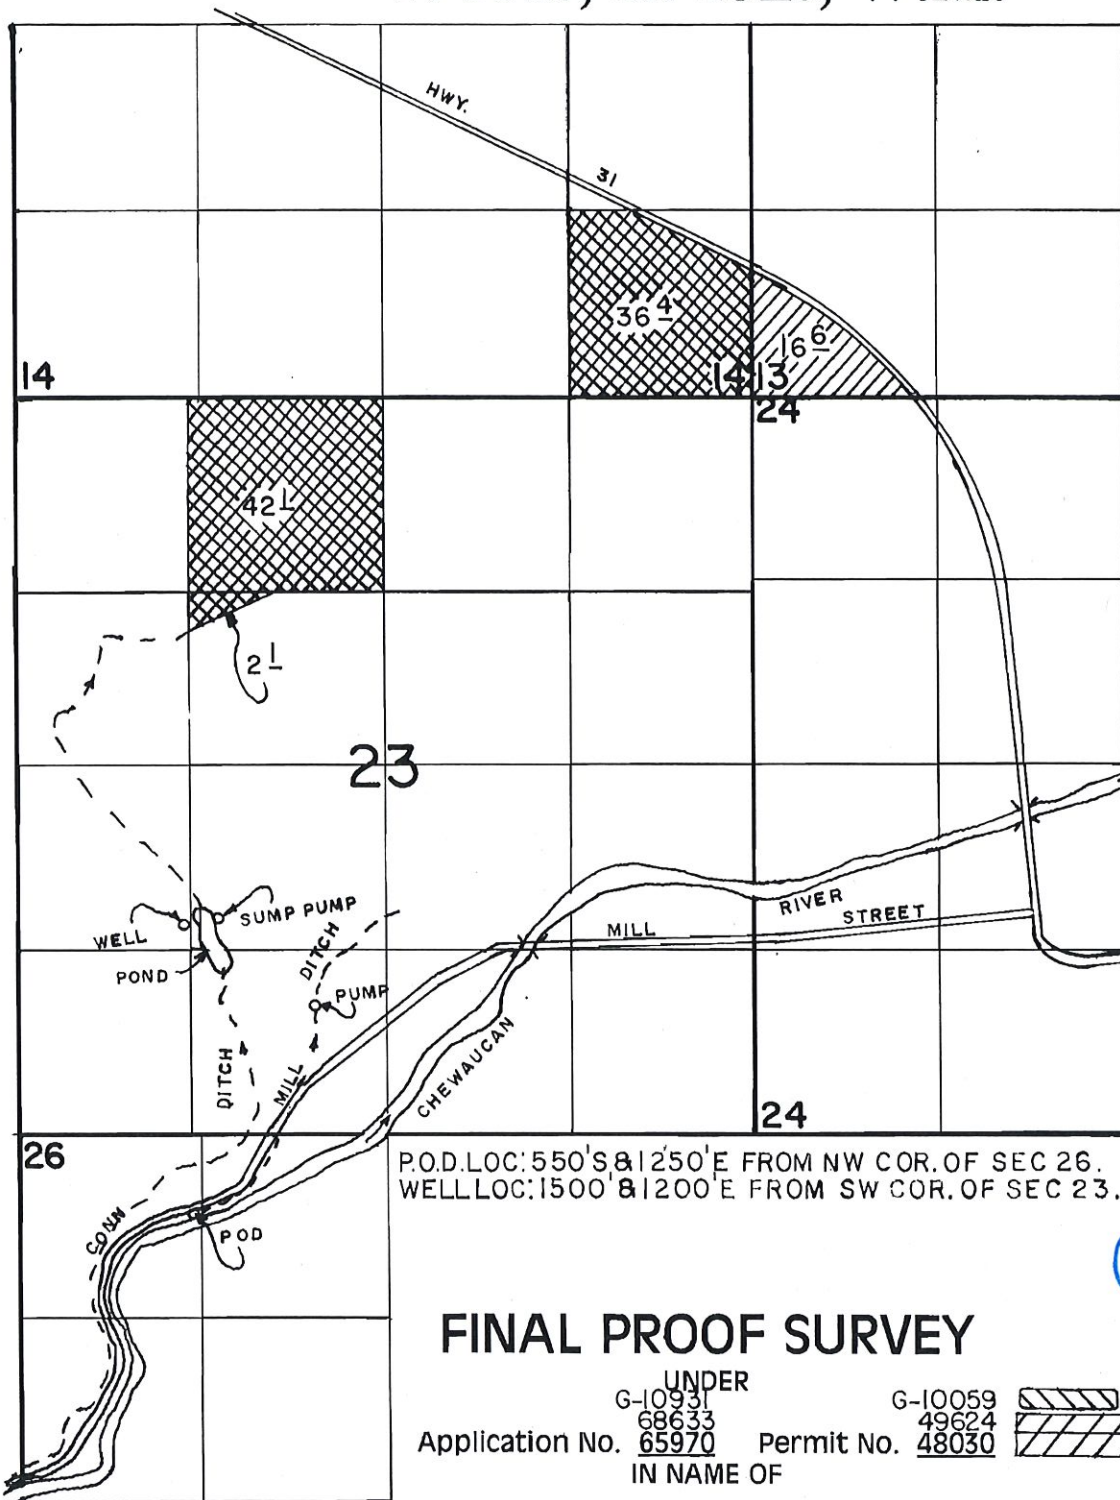 HWY.
31
36 4
16 6
14
14 13
24
42 1
2 1
23
SUMP PUMP
WELL
POND
DITCH
PUMP
RIVER
MILL STREET
DITCH
MILL
CHEWAUCAN
24
26
P.O.D.LOC:550'S&1250'E FROM NW COR.OF SEC 26.
WELL LOC:1500'&1200'E FROM SW COR.OF SEC 23.
CONN
POD
FINAL PROOF SURVEY
UNDER
G-10931 G-10059
68633 49624
Application No. 65970 Permit No. 48030
IN NAME OF